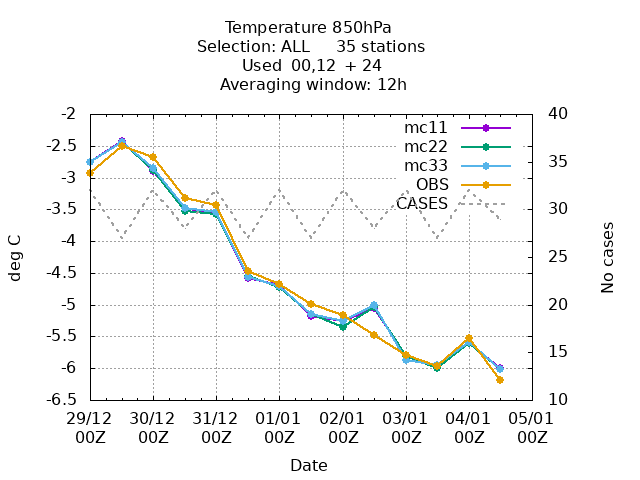 Temperature 850hPa
Selection: ALL 35 stations
Used 00,12 + 24
Averaging window: 12h
-2 40
mc11
-2.5 mc22
35
mc33
-3 OBS
-3.5 CASES 30
-4
deg C 25 No cases
-4.5
-5 20
-5.5
15
-6
-6.5 10
29/12 30/12 31/12 01/01 02/01 03/01 04/01 05/01
00Z 00Z 00Z 00Z 00Z 00Z 00Z 00Z
Date